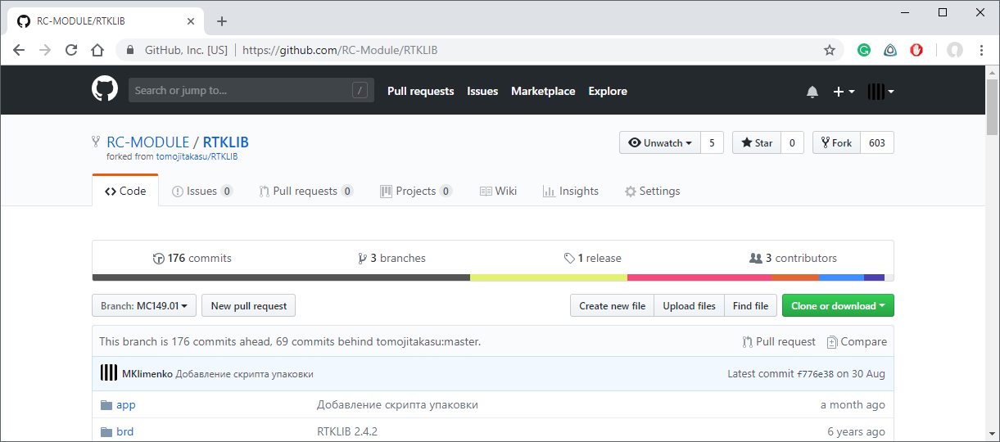 RC-MODULE/RTKLIB
GitHub, Inc. [US] https://github.com/RC-Module/RTKLIB
Search or jump to... / Pull requests Issues Marketplace Explore
RC-MODULE / RTKLIB Unwatch 5 Star 0 Fork 603
forked from tomojitakasu/RTKLIB
Code Issues 0 Pull requests 0 Projects 0 Wiki Insights Settings
176 commits 3 branches 1 release 3 contributors
Branch: MC149.01 New pull request Create new file Upload files Find file Clone or download
This branch is 176 commits ahead, 69 commits behind tomojitakasu:master. Pull request Compare
MKlimenko Добавление скрипта упаковки Latest commit f776e38 on 30 Aug
app Добавление скрипта упаковки a month ago
brd RTKLIB 2.4.2 6 years ago